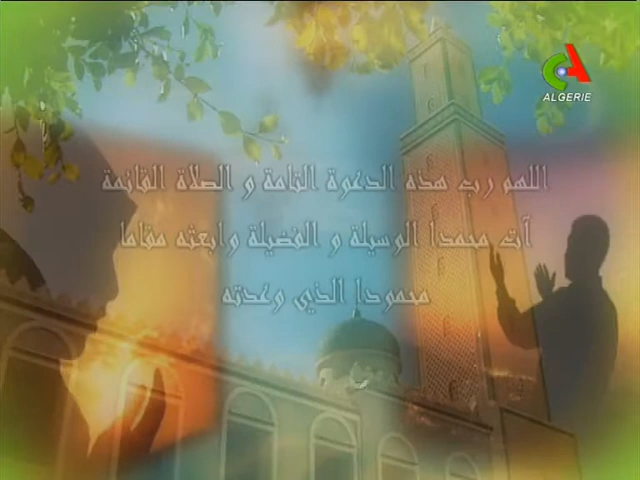 ALGERIE
اللهم رب هذه الدعوة التامة و الصلاة القائمة
آت محمدا الوسيلة و الفضيلة وابعثه مقاما
محمودا الذي وعدته